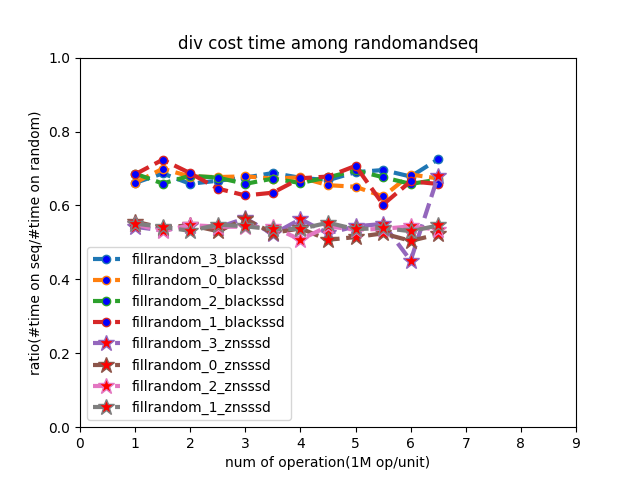 div cost time among randomandseq
ratio(#time on seq/#time on random)
1.0
0.8
0.6
0.4
0.2
0.0
fillrandom_3_blackssd
fillrandom_0_blackssd
fillrandom_2_blackssd
fillrandom_1_blackssd
fillrandom_3_znsssd
fillrandom_0_znsssd
fillrandom_2_znsssd
fillrandom_1_znsssd
0 1 2 3 4 5 6 7 8 9
num of operation(1M op/unit)